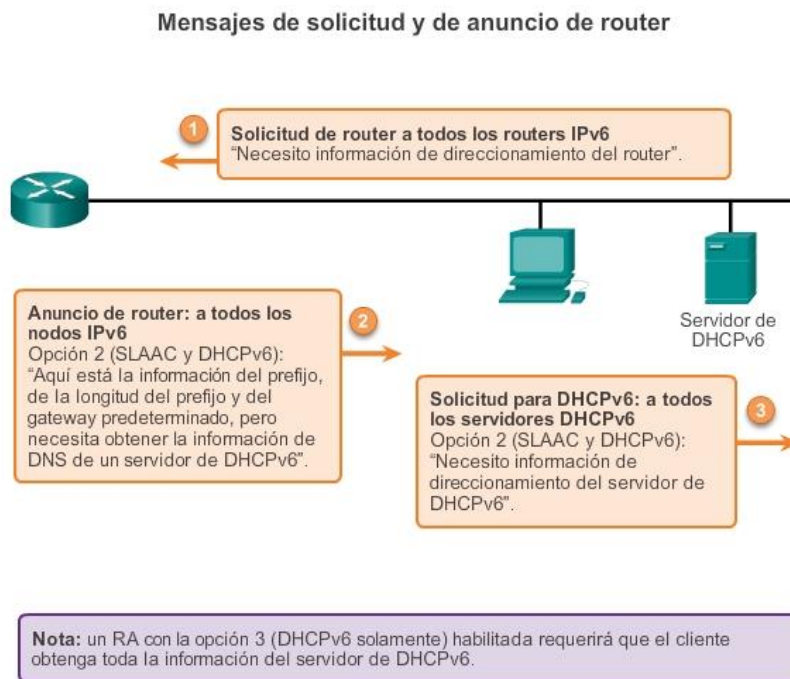 Mensajes de solicitud y de anuncio de router
1
Solicitud de router a todos los routers IPv6
“Necesito información de direccionamiento del router”.
Anuncio de router: a todos los
nodos IPv6
Opción 2 (SLAAC y DHCPv6):
“Aquí está la información del prefijo,
de la longitud del prefijo y del
gateway predeterminado, pero
necesita obtener la información de
DNS de un servidor de DHCPv6”.
2
Servidor de
DHCPv6
Solicitud para DHCPv6: a todos
los servidores DHCPv6
Opción 2 (SLAAC y DHCPv6):
“Necesito información de
direccionamiento del servidor de
DHCPv6”.
3
Nota: un RA con la opción 3 (DHCPv6 solamente) habilitada requerirá que el cliente
obtenga toda la información del servidor de DHCPv6.